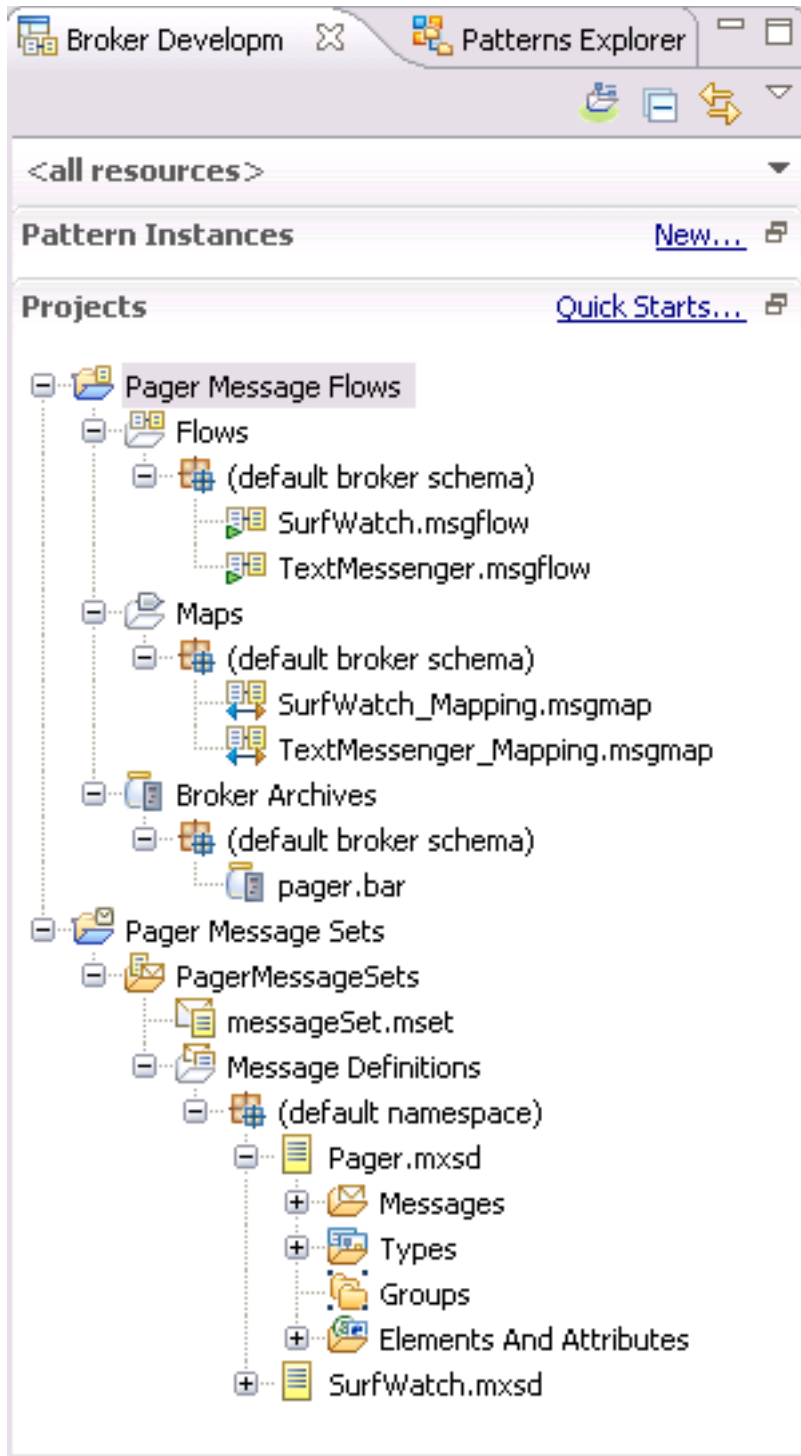 Broker Developm Patterns Explorer
<all resources>
Pattern Instances New...
Projects Quick Starts...
Pager Message Flows
Flows
(default broker schema)
SurfWatch.msgflow
TextMessenger.msgflow
Maps
(default broker schema)
SurfWatch_Mapping.msgmap
TextMessenger_Mapping.msgmap
Broker Archives
(default broker schema)
pager.bar
Pager Message Sets
PagerMessageSets
messageSet.mset
Message Definitions
(default namespace)
Pager.mxsd
Messages
Types
Groups
Elements And Attributes
SurfWatch.mxsd